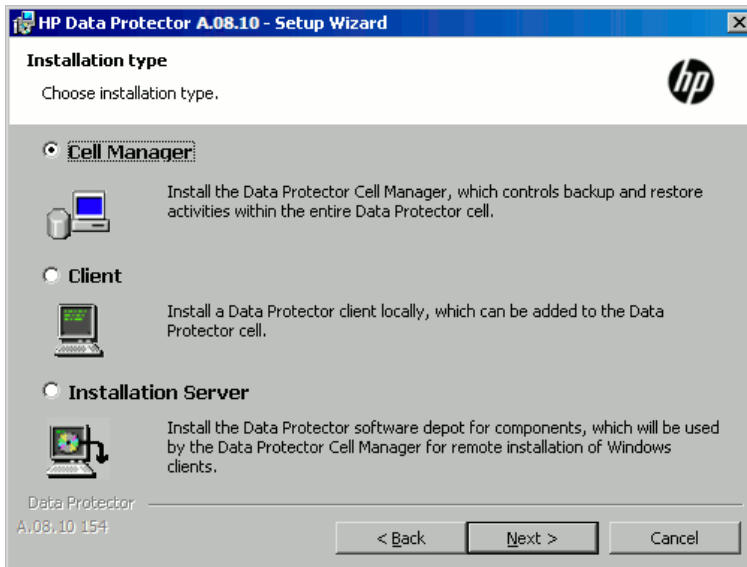 HP Data Protector A.08.10 - Setup Wizard
Installation type
Choose installation type.
hp
Cell Manager
Install the Data Protector Cell Manager, which controls backup and restore
activities within the entire Data Protector cell.
Client
Install a Data Protector client locally, which can be added to the Data
Protector cell.
Installation Server
Install the Data Protector software depot for components, which will be used
by the Data Protector Cell Manager for remote installation of Windows
clients.
Data Protector
A.08.10 154
< Back Next > Cancel